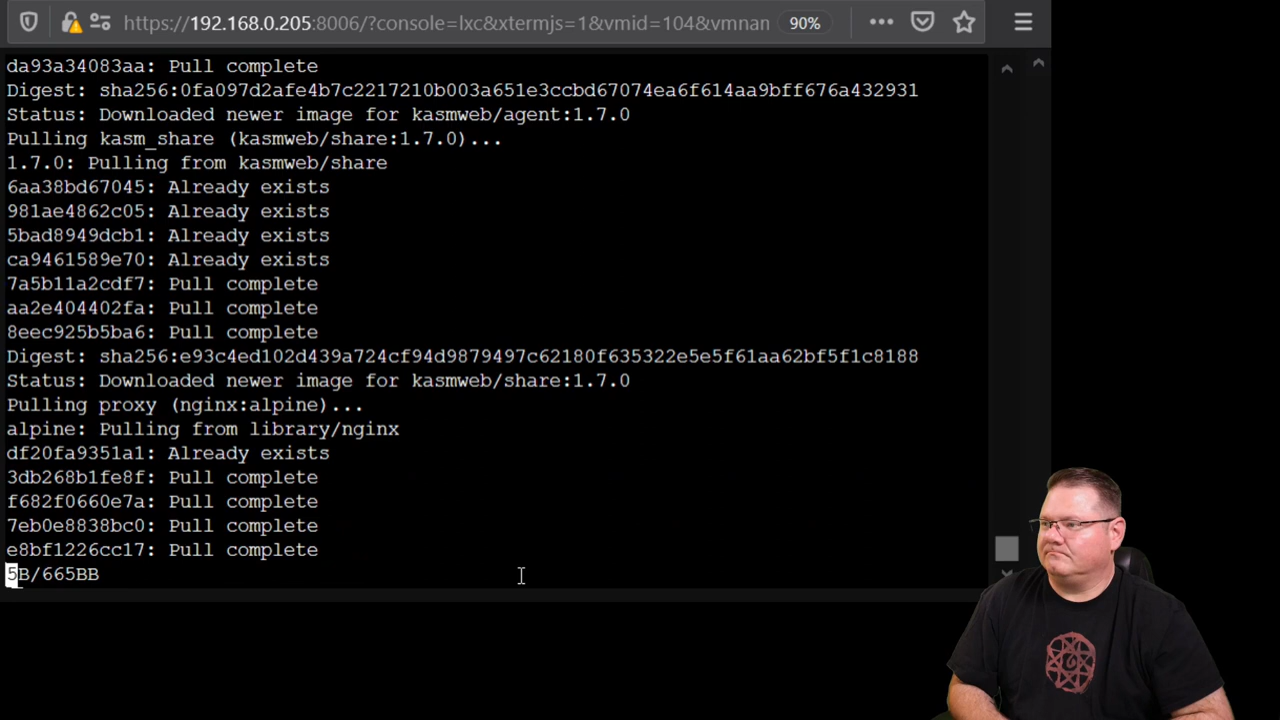 https://192.168.0.205:8006/?console=lxc&xtermjs=1&vmid=104&vmnan
90%
da93a34083aa: Pull complete
Digest: sha256:0fa097d2afe4b7c2217210b003a651e3ccbd67074ea6f614aa9bff676a432931
Status: Downloaded newer image for kasmweb/agent:1.7.0
Pulling kasm_share (kasmweb/share:1.7.0)...
1.7.0: Pulling from kasmweb/share
6aa38bd67045: Already exists
981ae4862c05: Already exists
5bad8949dcb1: Already exists
ca9461589e70: Already exists
7a5b11a2cdf7: Pull complete
aa2e404402fa: Pull complete
8eec925b5ba6: Pull complete
Digest: sha256:e93c4ed102d439a724cf94d9879497c62180f635322e5e5f61aa62bf5f1c8188
Status: Downloaded newer image for kasmweb/share:1.7.0
Pulling proxy (nginx:alpine)...
alpine: Pulling from library/nginx
df20fa9351a1: Already exists
3db268b1fe8f: Pull complete
f682f0660e7a: Pull complete
7eb0e8838bc0: Pull complete
e8bf1226cc17: Pull complete
5B/665BB